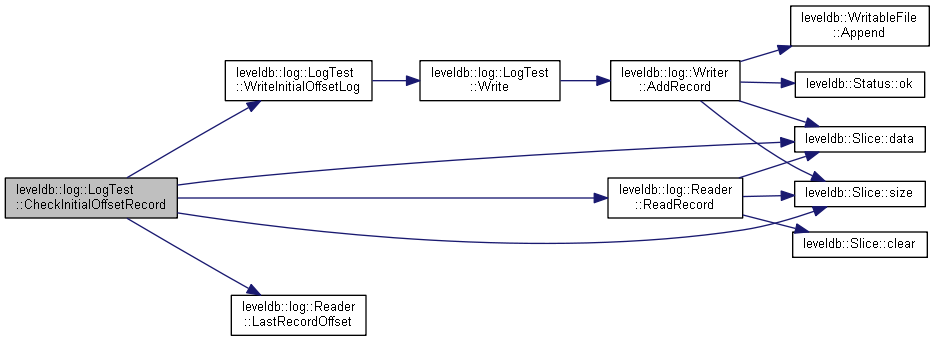 leveldb::WritableFile
::Append
leveldb::log::LogTest
::WriteInitialOffsetLog
leveldb::log::LogTest
::Write
leveldb::log::Writer
::AddRecord
leveldb::Status::ok
leveldb::Slice::data
leveldb::log::LogTest
::CheckInitialOffsetRecord
leveldb::log::Reader
::ReadRecord
leveldb::Slice::size
leveldb::Slice::clear
leveldb::log::Reader
::LastRecordOffset